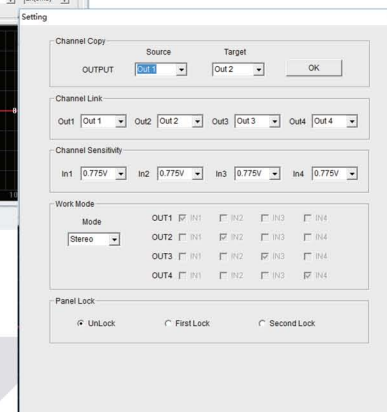 Setting
Channel Copy
Source Target
OUTPUT Out 1 Out 2 OK
Channel Link
Out1 Out 1 Out2 Out 2 Out3 Out 3 Out4 Out 4
Channel Sensitivity
In1 0.775V In2 0.775V In3 0.775V In4 0.775V
Work Mode
Mode
Stereo
OUT1 IN1 IN2 IN3 IN4
OUT2 IN1 IN2 IN3 IN4
OUT3 IN1 IN2 IN3 IN4
OUT4 IN1 IN2 IN3 IN4
Panel Lock
UnLock First Lock Second Lock